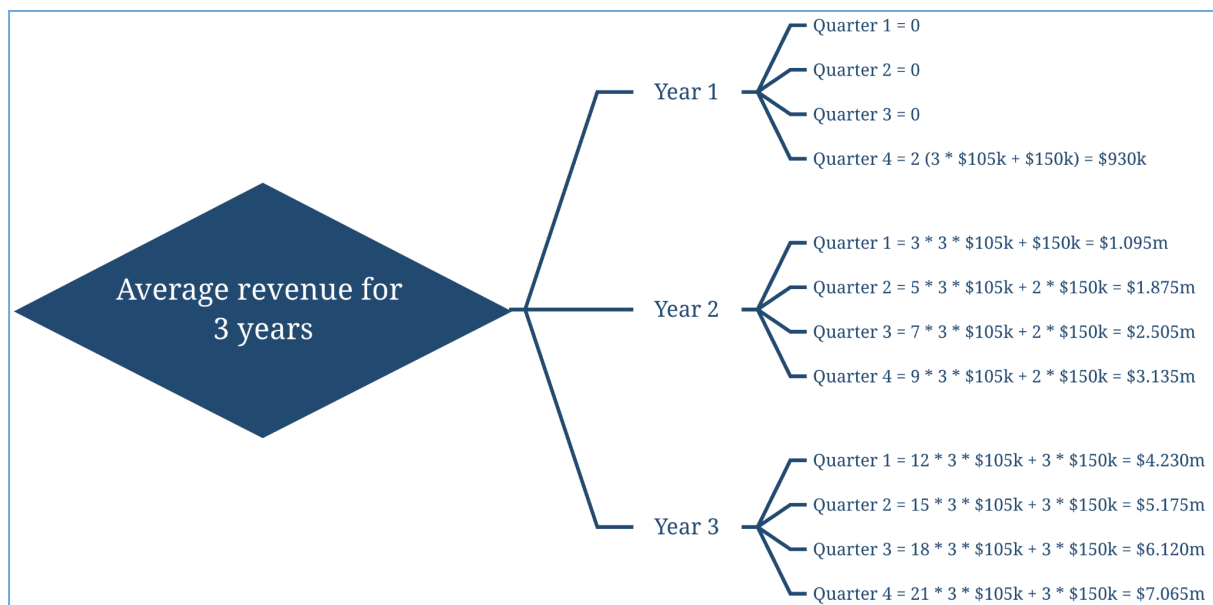 Average revenue for
3 years
Year 1
Quarter 1 = 0
Quarter 2 = 0
Quarter 3 = 0
Quarter 4 = 2 (3 * $105k + $150k) = $930k
Year 2
Quarter 1 = 3 * 3 * $105k + $150k = $1.095m
Quarter 2 = 5 * 3 * $105k + 2 * $150k = $1.875m
Quarter 3 = 7 * 3 * $105k + 2 * $150k = $2.505m
Quarter 4 = 9 * 3 * $105k + 2 * $150k = $3.135m
Year 3
Quarter 1 = 12 * 3 * $105k + 3 * $150k = $4.230m
Quarter 2 = 15 * 3 * $105k + 3 * $150k = $5.175m
Quarter 3 = 18 * 3 * $105k + 3 * $150k = $6.120m
Quarter 4 = 21 * 3 * $105k + 3 * $150k = $7.065m